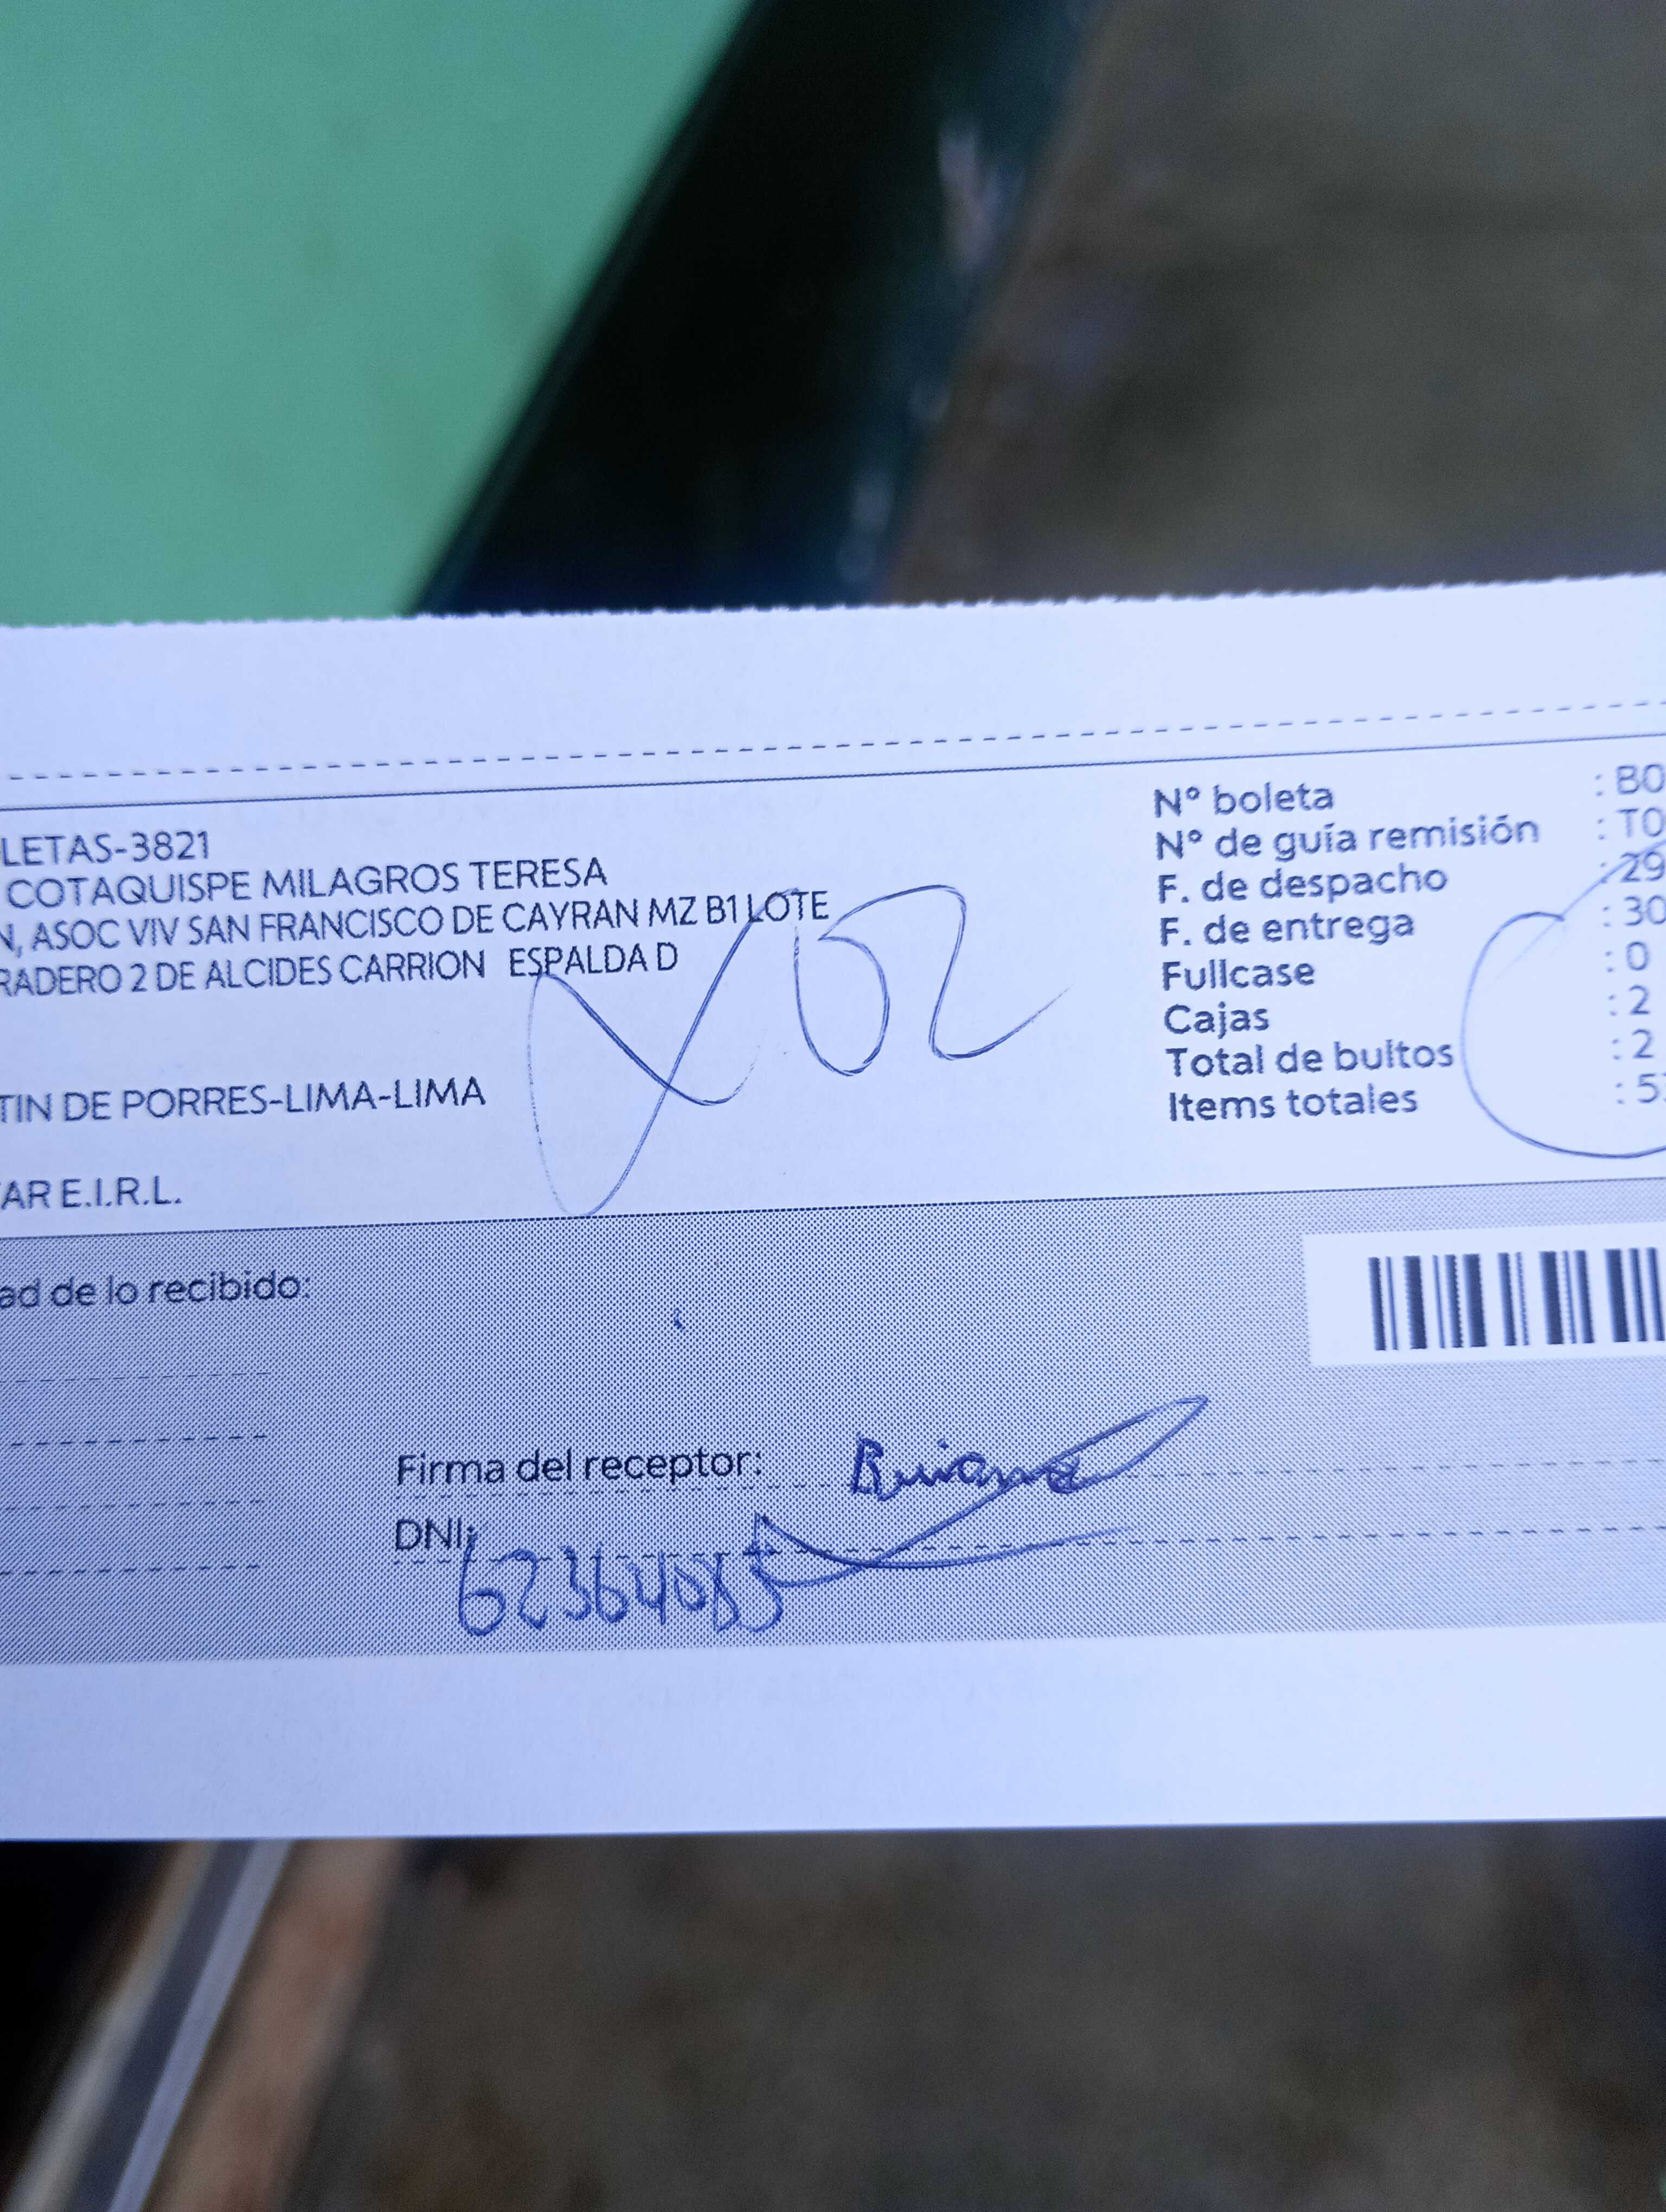 LETAS-3821
COTAQUISPE MILAGROS TERESA
N, ASOC VIV SAN FRANCISCO DE CAYRAN MZ B1 LOTE
RADERO 2 DE ALCIDES CARRION ESPALDA D
TIN DE PORRES-LIMA-LIMA
AR E.I.R.L.
X02
N° boleta : B0
N° de guía remisión : T0
F. de despacho : 29
F. de entrega : 30
Fullcase : 0
Cajas : 2
Total de bultos : 2
Items totales : 5
ad de lo recibido:
Firma del receptor:
DNI: 62364085